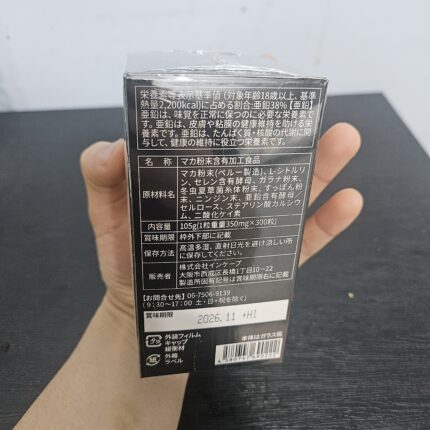 栄養素等表示基準値(対象年齢18歳以上、基準
熱量2,200kcal)に占める割合:亜鉛38%【亜鉛】
亜鉛は、味覚を正常に保つのに必要な栄養素で
す。亜鉛は、皮膚や粘膜の健康維持を助ける栄
養素です。亜鉛は、たんぱく質・核酸の代謝に関
与して、健康の維持に役立つ栄養素です。
名 称 マカ粉末含有加工食品
原材料名 マカ粉末(ペルー製造)、L-シトルリ
ン、セレン含有酵母、ガラナ粉末、
冬虫夏草菌糸体粉末、すっぽん粉
末、ニンジン末、亜鉛含有酵母/
セルロース、ステアリン酸カルシウ
ム、二酸化ケイ素
内容量 105g(1粒重量350mg×300粒)
賞味期限 枠外下部に記載
保存方法 高温多湿、直射日光を避け涼しい所
に保存してください。
販売者 株式会社インケープ
大阪市西成区長橋1丁目10-22
製造所固有記号は賞味期限右に記載
【お問合せ先】06-7506-9139
(9:30~17:00 土・日・祝を除く)
賞味期限
2026.11 +HI
外装フィルム
キャップ
緩衝材
外箱
ラベル
本体はガラス瓶